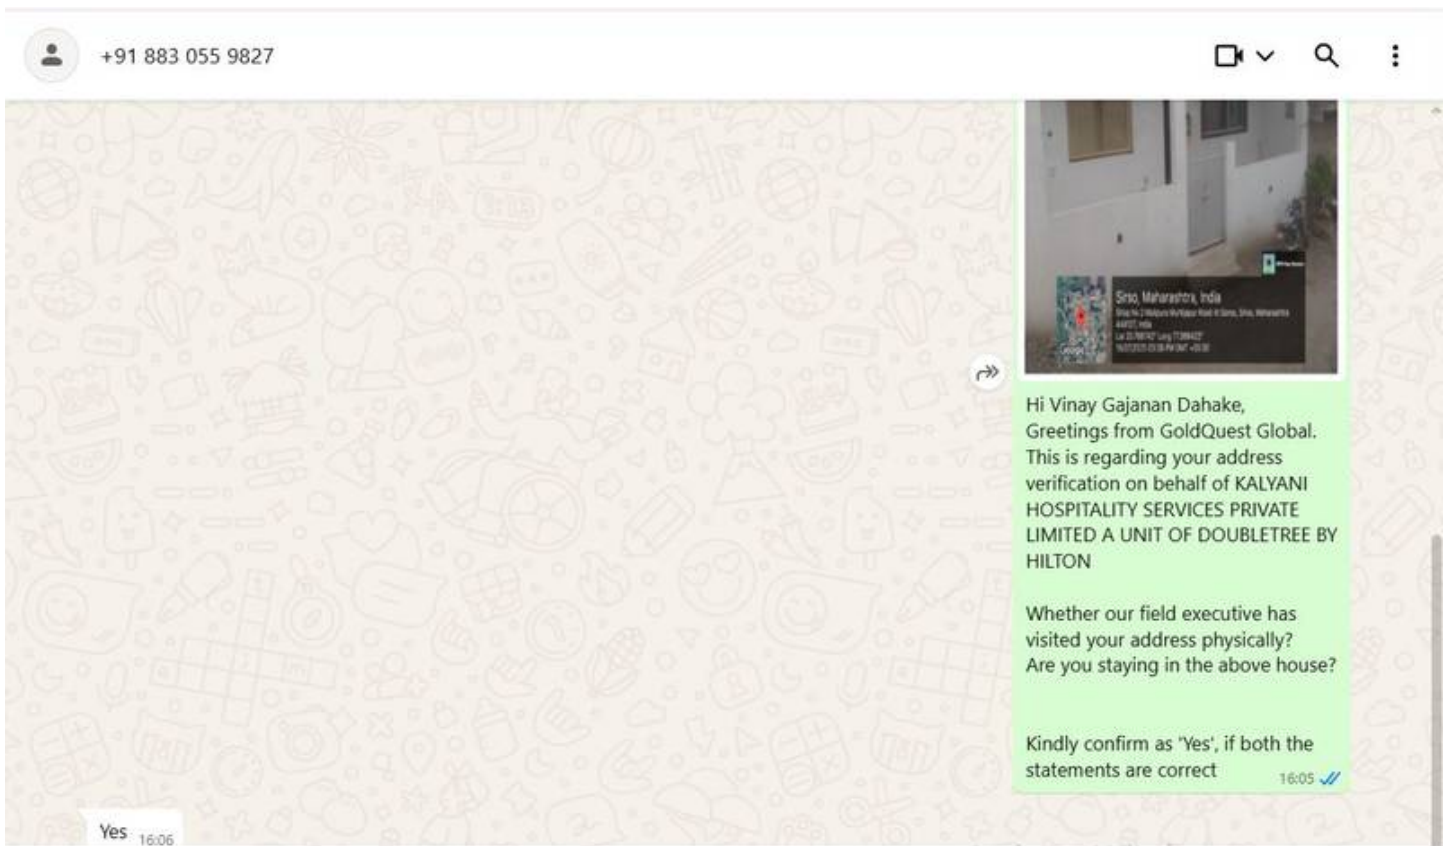 +91 883 055 9827
Sirso, Maharashtra, India
Google
Hi Vinay Gajanan Dahake,
Greetings from GoldQuest Global.
This is regarding your address
verification on behalf of KALYANI
HOSPITALITY SERVICES PRIVATE
LIMITED A UNIT OF DOUBLETREE BY
HILTON
Whether our field executive has
visited your address physically?
Are you staying in the above house?
Kindly confirm as 'Yes', if both the
statements are correct
16:05
Yes 16:06